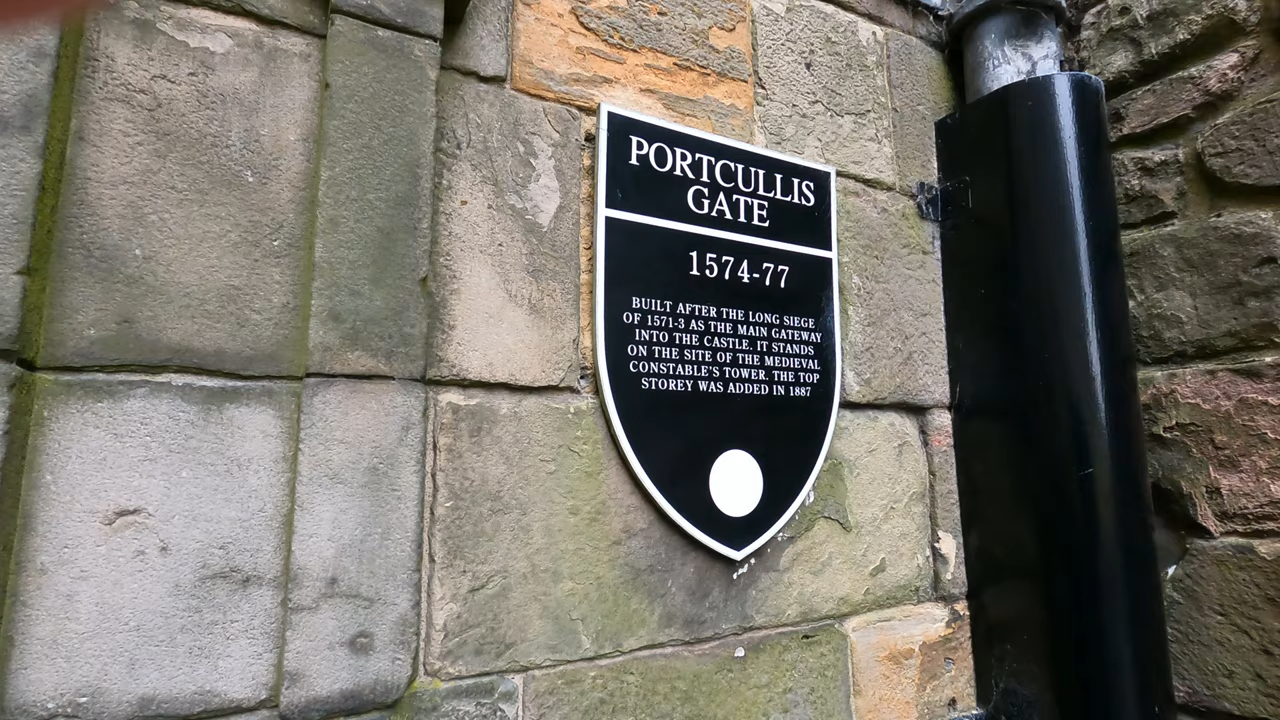 PORTCULLIS
GATE
1574-77
BUILT AFTER THE LONG SIEGE
OF 1571-3 AS THE MAIN GATEWAY
INTO THE CASTLE. IT STANDS
ON THE SITE OF THE MEDIEVAL
CONSTABLE'S TOWER. THE TOP
STOREY WAS ADDED IN 1887